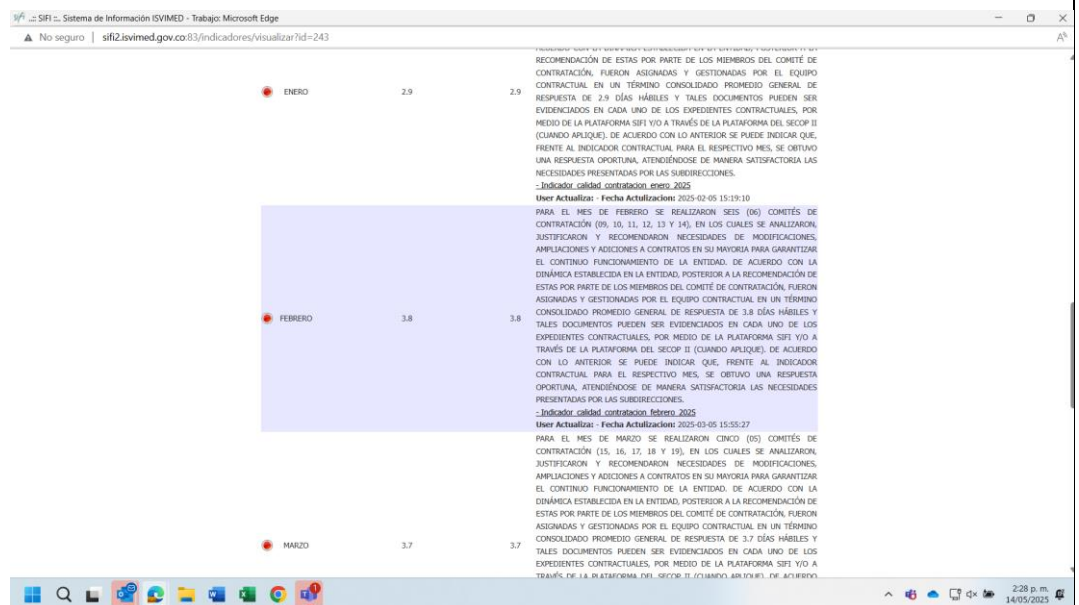 ..:: SIFI ::.. Sistema de Información ISVIMED - Trabajo: Microsoft Edge
No seguro | sifi2.isvimed.gov.co:83/indicadores/visualizar?id=243
RECOMENDACIÓN DE ESTAS POR PARTE DE LOS MIEMBROS DEL COMITÉ DE
CONTRATACIÓN, FUERON ASIGNADAS Y GESTIONADAS POR EL EQUIPO
CONTRACTUAL EN UN TÉRMINO CONSOLIDADO PROMEDIO GENERAL DE
ENERO 2.9 2.9
RESPUESTA DE 2.9 DÍAS HÁBILES Y TALES DOCUMENTOS PUEDEN SER
EVIDENCIADOS EN CADA UNO DE LOS EXPEDIENTES CONTRACTUALES, POR
MEDIO DE LA PLATAFORMA SIFI Y/O A TRAVÉS DE LA PLATAFORMA DEL SECOP II
(CUANDO APLIQUE). DE ACUERDO CON LO ANTERIOR SE PUEDE INDICAR QUE,
FRENTE AL INDICADOR CONTRACTUAL PARA EL RESPECTIVO MES, SE OBTUVO
UNA RESPUESTA OPORTUNA, ATENDIÉNDOSE DE MANERA SATISFACTORIA LAS
NECESIDADES PRESENTADAS POR LAS SUBDIRECCIONES.
- Indicador calidad contratacion enero 2025
User Actualiza: - Fecha Actulizacion: 2025-02-05 15:19:10
PARA EL MES DE FEBRERO SE REALIZARON SEIS (06) COMITÉS DE
CONTRATACIÓN (09, 10, 11, 12, 13 Y 14), EN LOS CUALES SE ANALIZARON,
JUSTIFICARON Y RECOMENDARON NECESIDADES DE MODIFICACIONES,
AMPLIACIONES Y ADICIONES A CONTRATOS EN SU MAYORIA PARA GARANTIZAR
EL CONTINUO FUNCIONAMIENTO DE LA ENTIDAD. DE ACUERDO CON LA
DINÁMICA ESTABLECIDA EN LA ENTIDAD, POSTERIOR A LA RECOMENDACIÓN DE
ESTAS POR PARTE DE LOS MIEMBROS DEL COMITÉ DE CONTRATACIÓN, FUERON
ASIGNADAS Y GESTIONADAS POR EL EQUIPO CONTRACTUAL EN UN TÉRMINO
FEBRERO 3.8 3.8
CONSOLIDADO PROMEDIO GENERAL DE RESPUESTA DE 3.8 DÍAS HÁBILES Y
TALES DOCUMENTOS PUEDEN SER EVIDENCIADOS EN CADA UNO DE LOS
EXPEDIENTES CONTRACTUALES, POR MEDIO DE LA PLATAFORMA SIFI Y/O A
TRAVÉS DE LA PLATAFORMA DEL SECOP II (CUANDO APLIQUE). DE ACUERDO
CON LO ANTERIOR SE PUEDE INDICAR QUE, FRENTE AL INDICADOR
CONTRACTUAL PARA EL RESPECTIVO MES, SE OBTUVO UNA RESPUESTA
OPORTUNA, ATENDIÉNDOSE DE MANERA SATISFACTORIA LAS NECESIDADES
PRESENTADAS POR LAS SUBDIRECCIONES.
- Indicador calidad contratacion febrero 2025
User Actualiza: - Fecha Actulizacion: 2025-03-05 15:55:27
PARA EL MES DE MARZO SE REALIZARON CINCO (05) COMITÉS DE
CONTRATACIÓN (15, 16, 17, 18 Y 19), EN LOS CUALES SE ANALIZARON,
JUSTIFICARON Y RECOMENDARON NECESIDADES DE MODIFICACIONES,
AMPLIACIONES Y ADICIONES A CONTRATOS EN SU MAYORIA PARA GARANTIZAR
EL CONTINUO FUNCIONAMIENTO DE LA ENTIDAD. DE ACUERDO CON LA
DINÁMICA ESTABLECIDA EN LA ENTIDAD, POSTERIOR A LA RECOMENDACIÓN DE
ESTAS POR PARTE DE LOS MIEMBROS DEL COMITÉ DE CONTRATACIÓN, FUERON
ASIGNADAS Y GESTIONADAS POR EL EQUIPO CONTRACTUAL EN UN TÉRMINO
MARZO 3.7 3.7
CONSOLIDADO PROMEDIO GENERAL DE RESPUESTA DE 3.7 DÍAS HÁBILES Y
TALES DOCUMENTOS PUEDEN SER EVIDENCIADOS EN CADA UNO DE LOS
EXPEDIENTES CONTRACTUALES, POR MEDIO DE LA PLATAFORMA SIFI Y/O A
TRAVÉS DE LA PLATAFORMA DEL SECOP II (CUANDO APLIQUE). DE ACUERDO
2:28 p. m.
14/05/2025